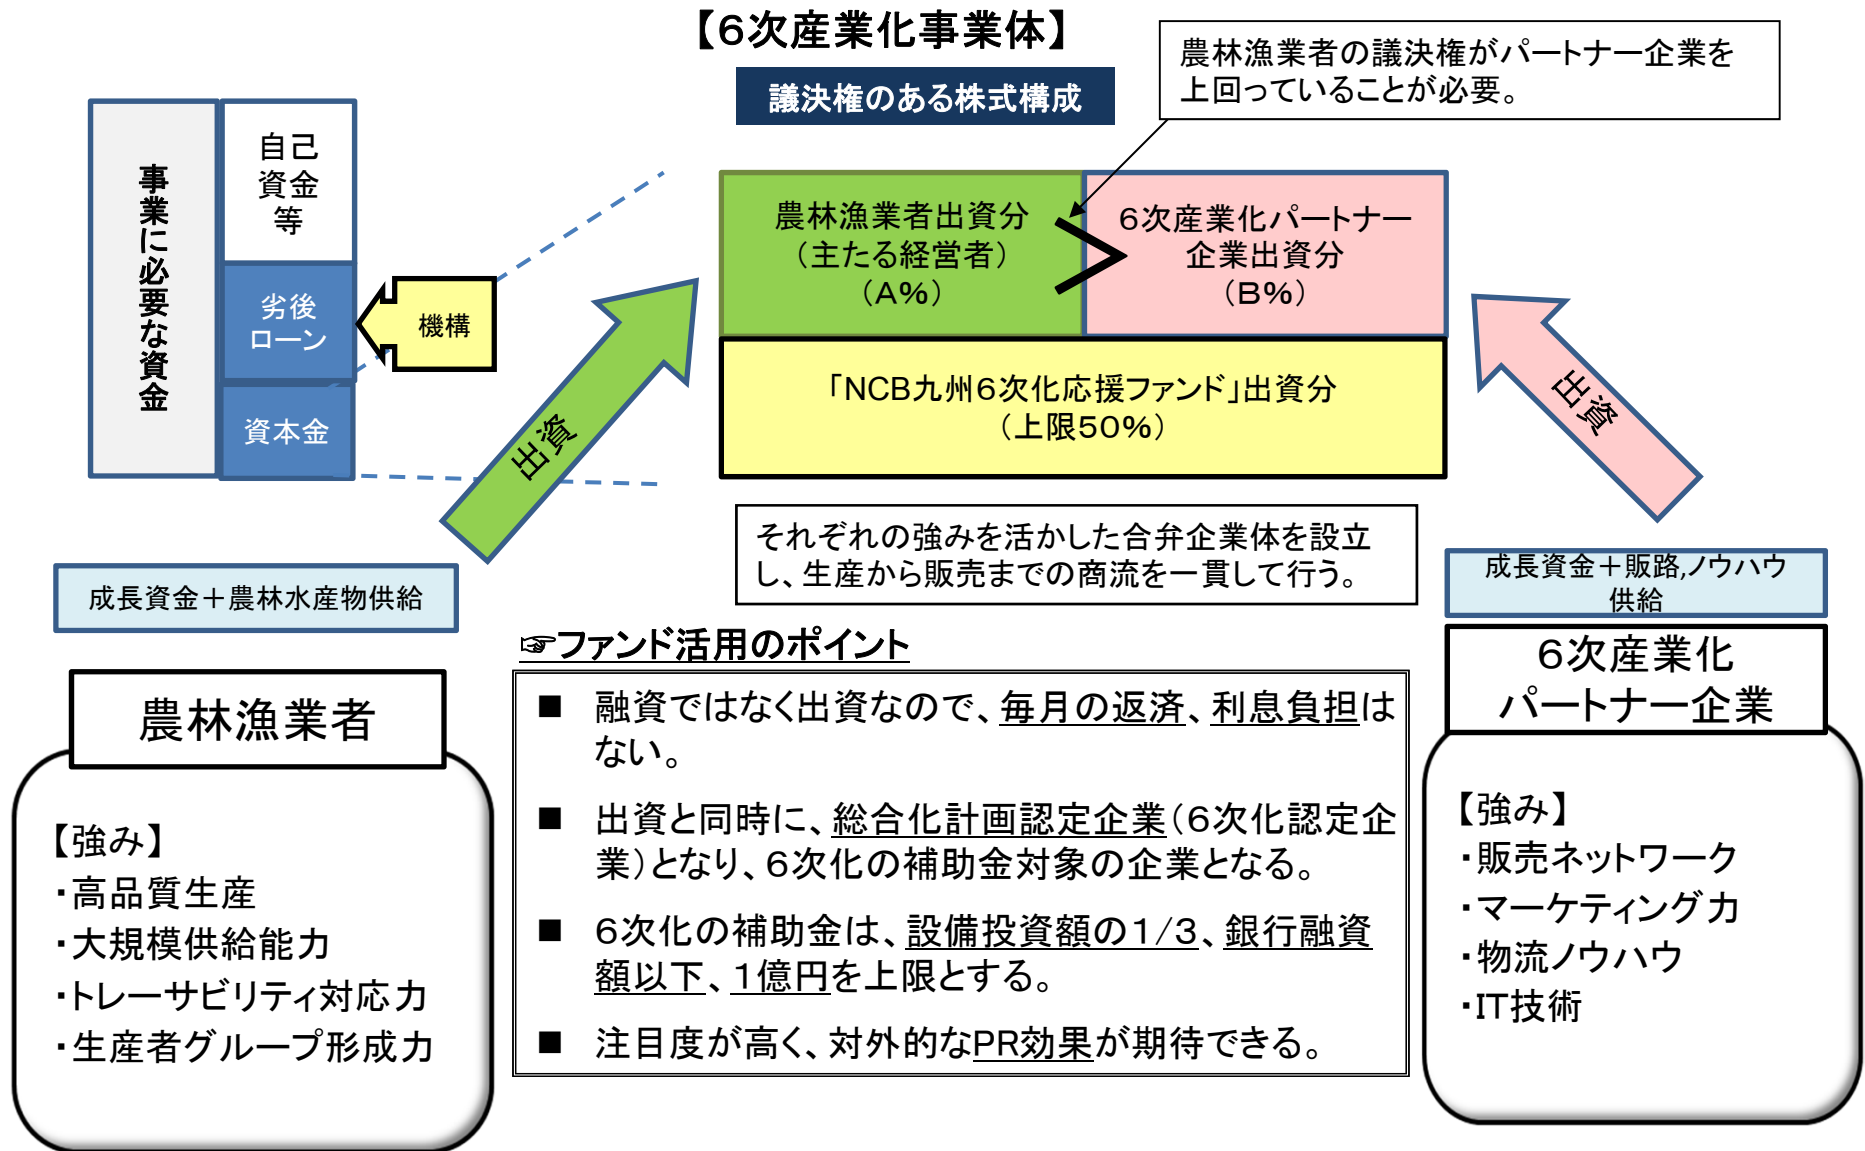 【６次産業化事業体】
議決権のある株式構成
農林漁業者の議決権がパートナー企業を
上回っていることが必要。
事業に必要な資金
自己
資金
等
劣後
ローン
資本金
機構
農林漁業者出資分
（主たる経営者）
（Ａ％）
＞
６次産業化パートナー
企業出資分
（Ｂ％）
「NCB九州６次化応援ファンド」出資分
（上限５０％）
出資
出資
それぞれの強みを活かした合弁企業体を設立
し、生産から販売までの商流を一貫して行う。
成長資金＋農林水産物供給
成長資金＋販路,ノウハウ
供給
農林漁業者
【強み】
・高品質生産
・大規模供給能力
・トレーサビリティ対応力
・生産者グループ形成力
☞ファンド活用のポイント
■ 融資ではなく出資なので、毎月の返済、利息負担は
ない。
■ 出資と同時に、総合化計画認定企業（６次化認定企
業）となり、６次化の補助金対象の企業となる。
■ ６次化の補助金は、設備投資額の１/３、銀行融資
額以下、１億円を上限とする。
■ 注目度が高く、対外的なPR効果が期待できる。
６次産業化
パートナー企業
【強み】
・販売ネットワーク
・マーケティング力
・物流ノウハウ
・IT技術